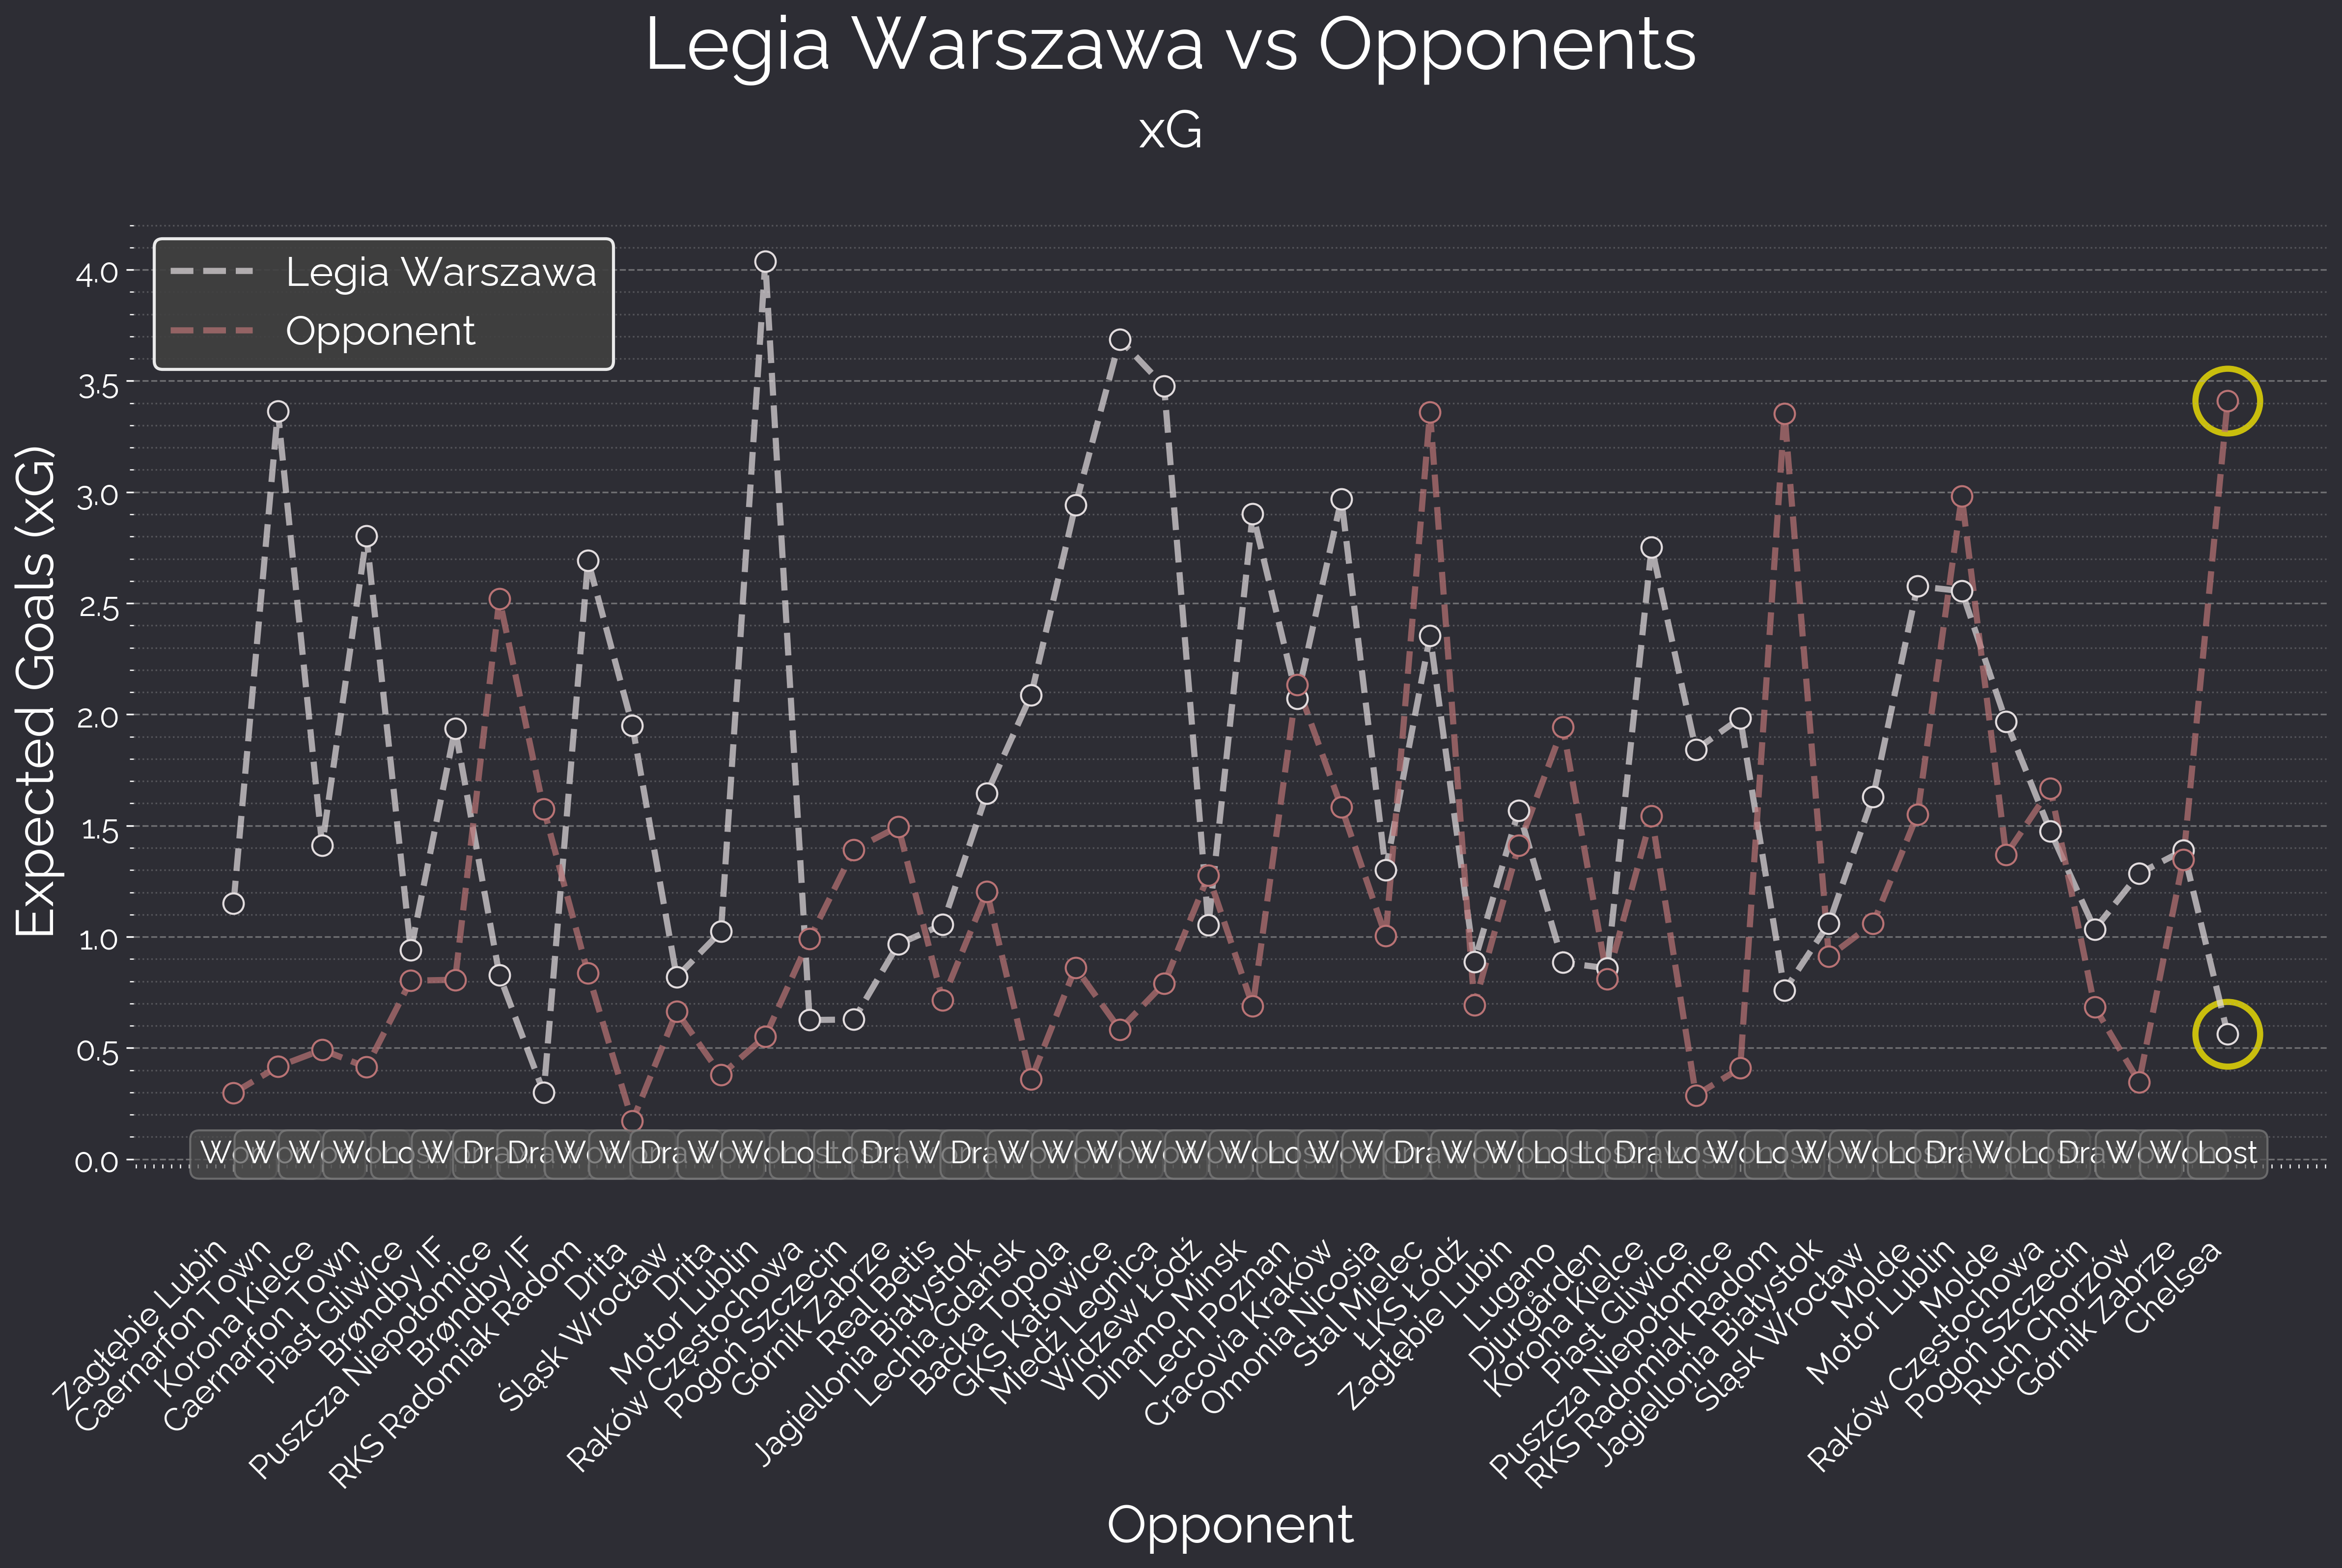 Legia Warszawa vs Opponents
xG
Legia Warszawa
Opponent
Expected Goals (xG)
4.0
3.5
3.0
2.5
2.0
1.5
1.0
0.5
0.0
Lost
Zagłębie Lubin
Caernarfon Town
Korona Kielce
Caernarfon Town
Piast Gliwice
Brøndby IF
Puszcza Niepołomice
Brøndby IF
RKS Radomiak Radom
Drita
Śląsk Wrocław
Drita
Motor Lublin
Raków Częstochowa
Pogoń Szczecin
Górnik Zabrze
Real Betis
Jagiellonia Białystok
Lechia Gdańsk
Bačka Topola
GKS Katowice
Miedź Legnica
Widzew Łódź
Dinamo Minsk
Lech Poznan
Cracovia Kraków
Omonia Nicosia
Stal Mielec
ŁKS Łódź
Zagłębie Lubin
Lugano
Djurgården
Korona Kielce
Piast Gliwice
Puszcza Niepołomice
RKS Radomiak Radom
Jagiellonia Białystok
Śląsk Wrocław
Molde
Motor Lublin
Molde
Raków Częstochowa
Pogoń Szczecin
Ruch Chorzów
Górnik Zabrze
Chelsea
Opponent